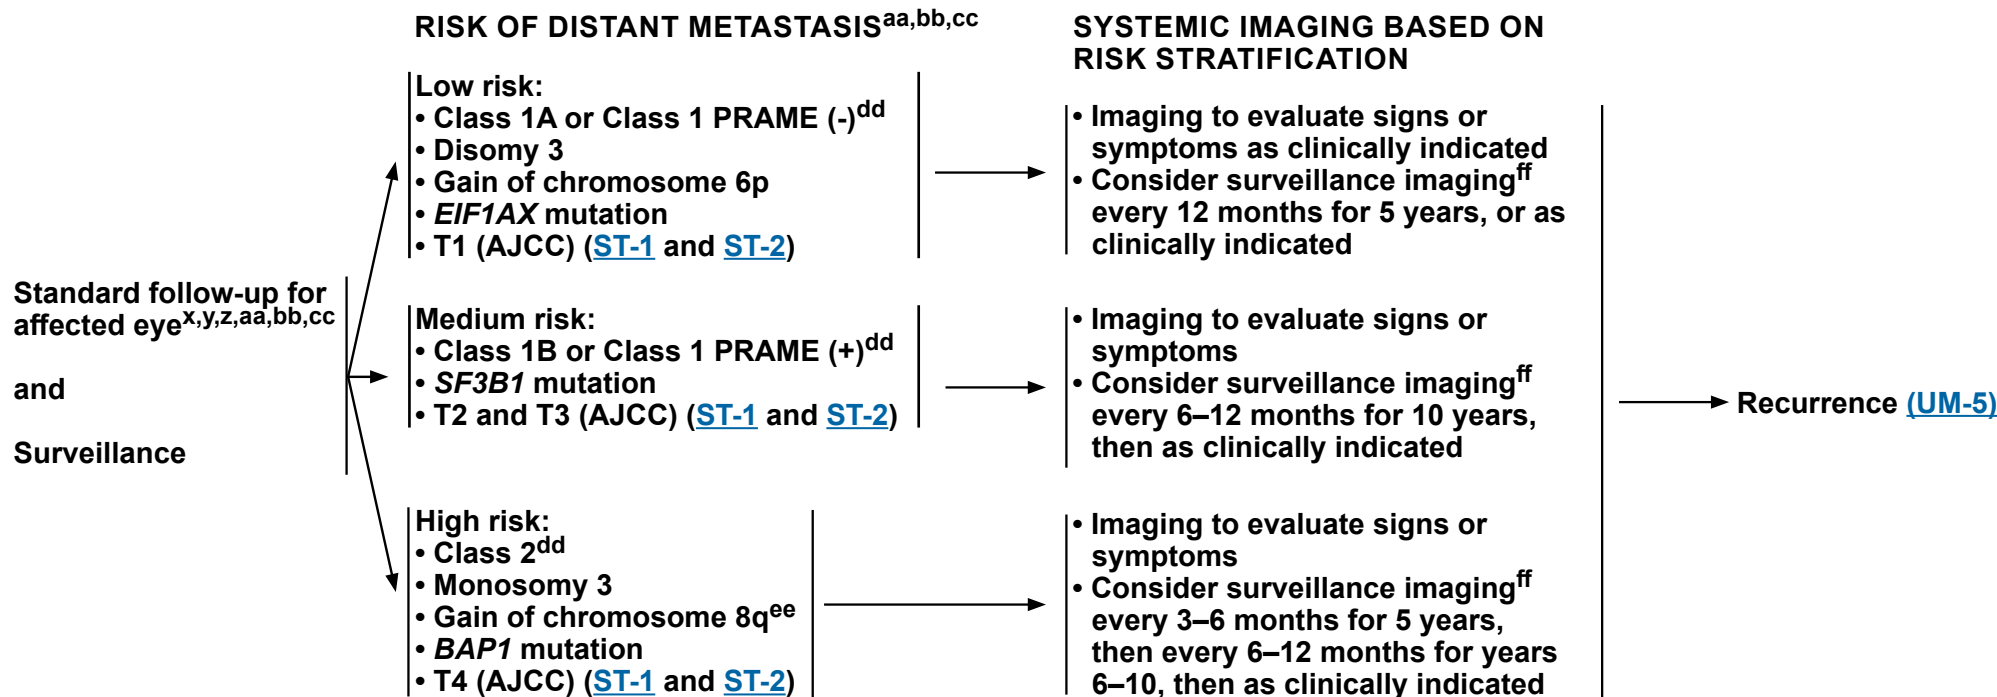 RISK OF DISTANT METASTASISaa,bb,cc
SYSTEMIC IMAGING BASED ON
RISK STRATIFICATION
Standard follow-up for
affected eyex,y,z,aa,bb,cc
and
Surveillance
Low risk:
• Class 1A or Class 1 PRAME (-)dd
• Disomy 3
• Gain of chromosome 6p
• EIF1AX mutation
• T1 (AJCC) (ST-1 and ST-2)
• Imaging to evaluate signs or
symptoms as clinically indicated
• Consider surveillance imagingff
every 12 months for 5 years, or as
clinically indicated
Medium risk:
• Class 1B or Class 1 PRAME (+)dd
• SF3B1 mutation
• T2 and T3 (AJCC) (ST-1 and ST-2)
• Imaging to evaluate signs or
symptoms
• Consider surveillance imagingff
every 6–12 months for 10 years,
then as clinically indicated
High risk:
• Class 2dd
• Monosomy 3
• Gain of chromosome 8qee
• BAP1 mutation
• T4 (AJCC) (ST-1 and ST-2)
• Imaging to evaluate signs or
symptoms
• Consider surveillance imagingff
every 3–6 months for 5 years,
then every 6–12 months for years
6–10, then as clinically indicated
Recurrence (UM-5)